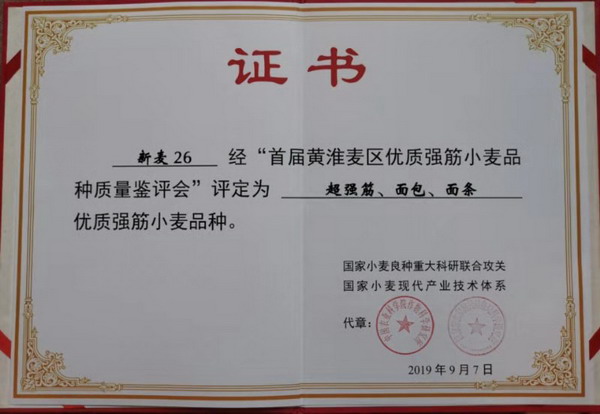 证书
新麦26 经“首届黄淮麦区优质强筋小麦品
种质量鉴评会”评定为 超强筋、面包、面条
优质强筋小麦品种。
国家小麦良种重大科研联合攻关
国家小麦现代产业技术体系
代章：
2019年9月7日